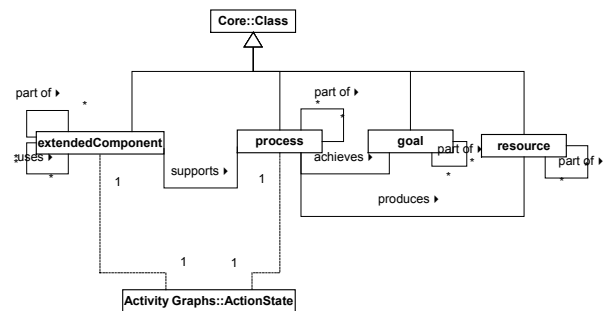 Core::Class
part of ▸
*
part of ▸
*
*
extendedComponent
process
goal
resource
*
uses ▸
*
supports ▸
achieves ▸
part of ▸
*
*
part of ▸
*
*
1
1
produces ▸
1
1
Activity Graphs::ActionState